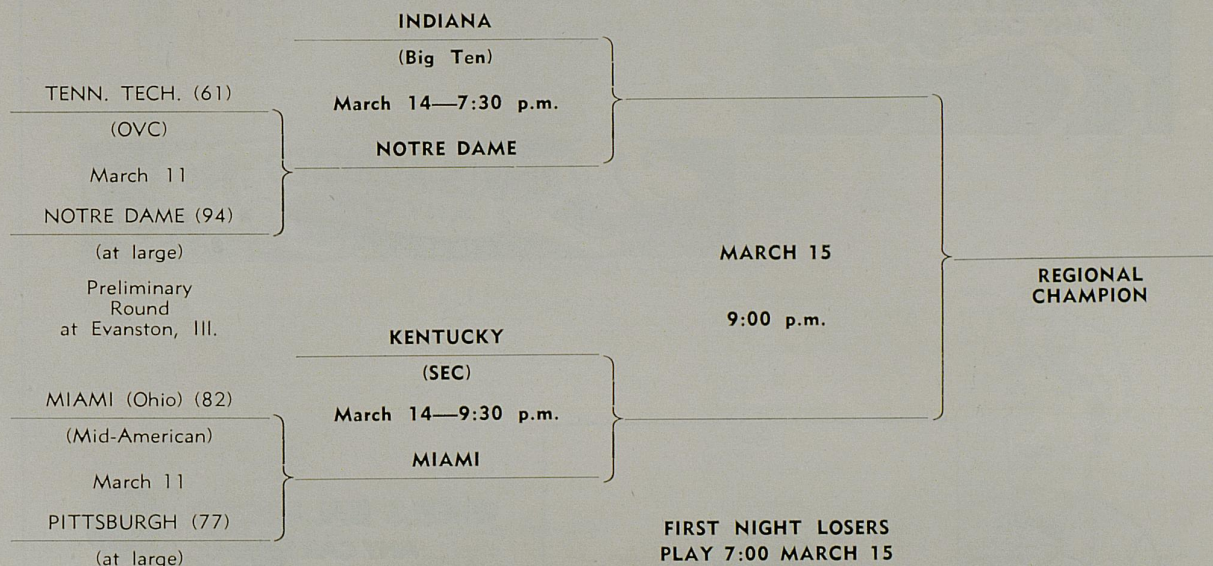 INDIANA
(Big Ten)
March 14—7:30 p.m.
NOTRE DAME
TENN. TECH. (61)
(OVC)
March 11
NOTRE DAME (94)
(at large)
Preliminary
Round
at Evanston, Ill.
KENTUCKY
(SEC)
March 14—9:30 p.m.
MIAMI
MIAMI (Ohio) (82)
(Mid-American)
March 11
PITTSBURGH (77)
(at large)
MARCH 15
9:00 p.m.
REGIONAL
CHAMPION
FIRST NIGHT LOSERS
PLAY 7:00 MARCH 15